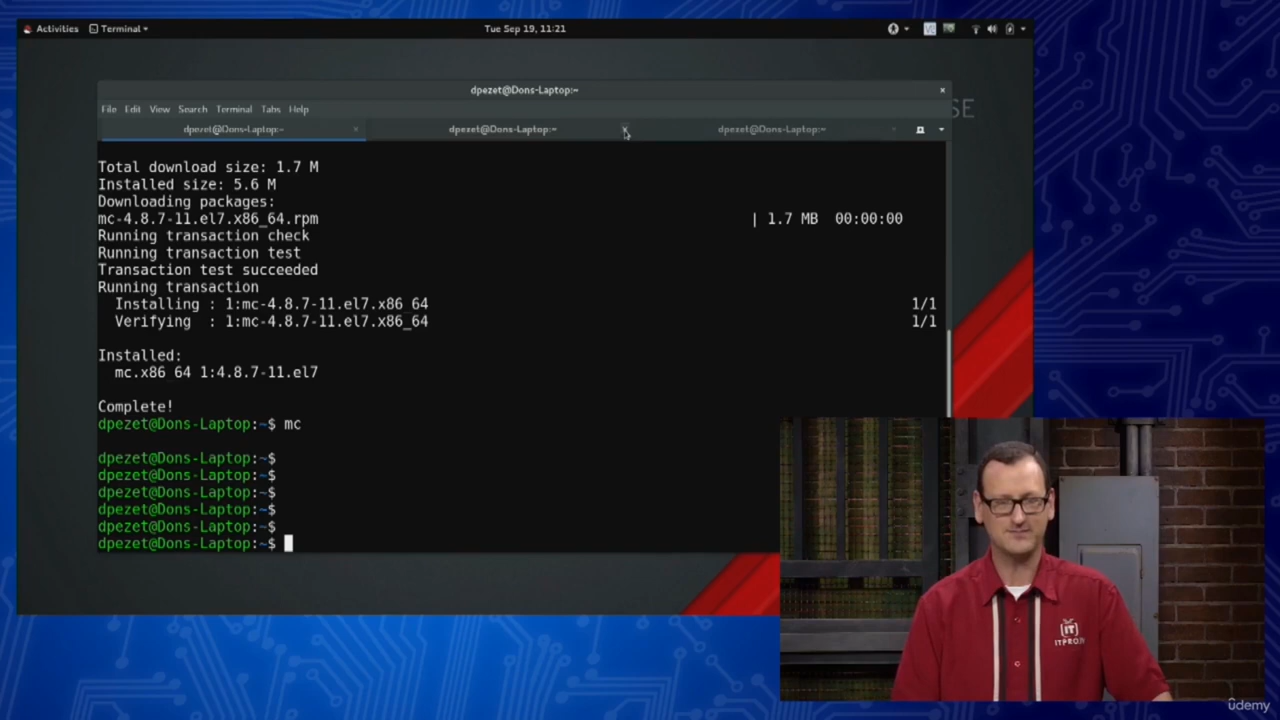 Activities Terminal Tue Sep 19, 11:21
dpezet@Dons-Laptop:~
SE
File Edit View Search Terminal Tabs Help
dpezet@Dons-Laptop:~ × dpezet@Dons-Laptop:~ × dpezet@Dons-Laptop:~
Total download size: 1.7 M
Installed size: 5.6 M
Downloading packages:
mc-4.8.7-11.el7.x86_64.rpm | 1.7 MB 00:00:00
Running transaction check
Running transaction test
Transaction test succeeded
Running transaction
Installing : 1:mc-4.8.7-11.el7.x86_64 1/1
Verifying : 1:mc-4.8.7-11.el7.x86_64 1/1
Installed:
mc.x86_64 1:4.8.7-11.el7
Complete!
dpezet@Dons-Laptop:~$ mc
dpezet@Dons-Laptop:~$
dpezet@Dons-Laptop:~$
dpezet@Dons-Laptop:~$
dpezet@Dons-Laptop:~$
dpezet@Dons-Laptop:~$
dpezet@Dons-Laptop:~$
IT
ITPRO.TV
udemy